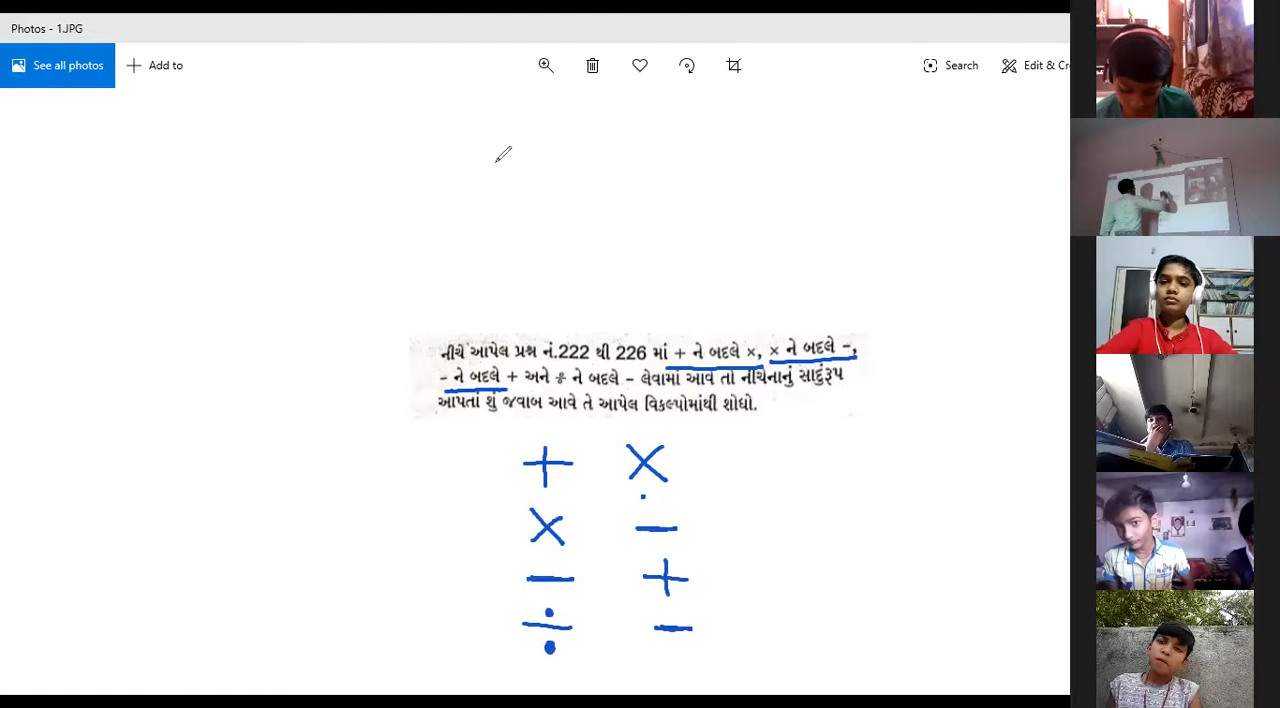 Photos - 1.JPG
See all photos
Add to
Search
Edit & Cr
નીચે આપેલ પ્રશ્ન નં.222 થી 226 માં + ને બદલે ×, × ને બદલે -,
- ને બદલે + અને ÷ ને બદલે - લેવામાં આવે તો નીચેનાનું સાદુંરૂપ
આપતાં શું જવાબ આવે તે આપેલ વિકલ્પોમાંથી શોધો.
+ ×
× -
- +
÷ -